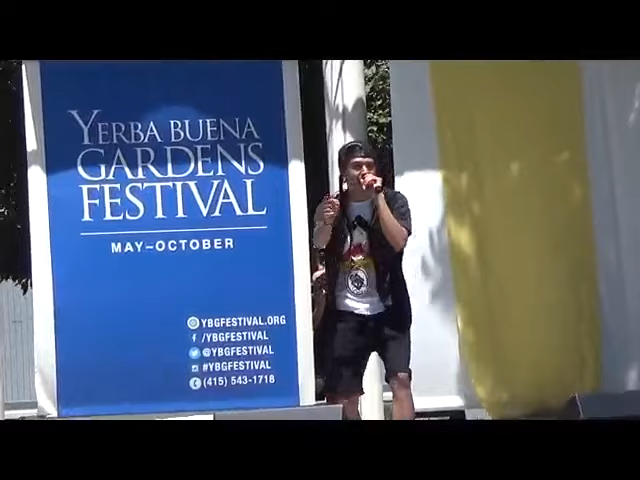 YERBA BUENA
GARDENS
FESTIVAL
MAY–OCTOBER
YBGFESTIVAL.ORG
/YBGFESTIVAL
@YBGFESTIVAL
#YBGFESTIVAL
(415) 543-1718